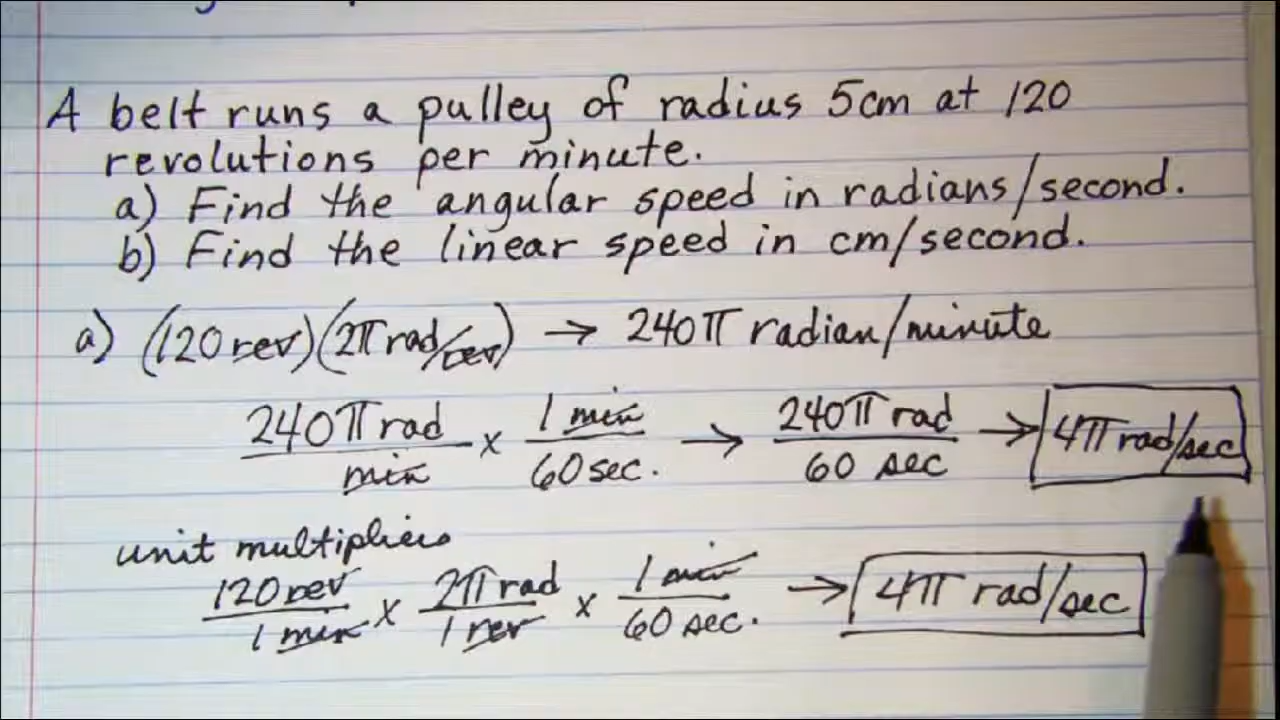 A belt runs a pulley of radius 5cm at 120
revolutions per minute.
a) Find the angular speed in radians/second.
b) Find the linear speed in cm/second.
a) (120 rev)(2π rad/rev) → 240π radian/minute
240π rad/min × 1 min/60 sec. → 240π rad/60 sec → 4π rad/sec
unit multipliers
120 rev/1 min × 2π rad/1 rev × 1 min/60 sec. → 4π rad/sec